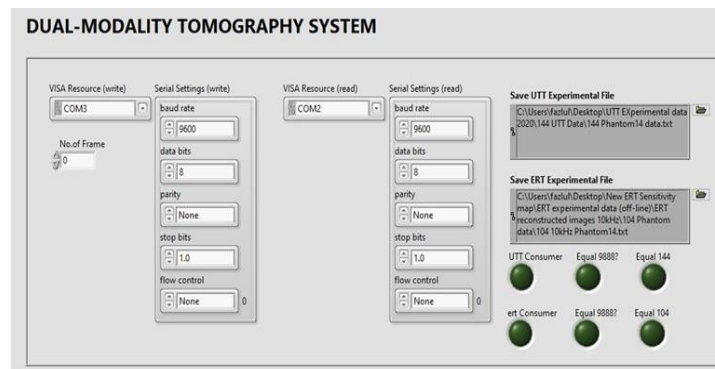 DUAL-MODALITY TOMOGRAPHY SYSTEM
VISA Resource (write)
COM3
No.of Frame
0
Serial Settings (write)
baud rate
9600
data bits
8
parity
None
stop bits
1.0
flow control
None
0
VISA Resource (read)
COM2
Serial Settings (read)
baud rate
9600
data bits
8
parity
None
stop bits
1.0
flow control
None
0
Save UTT Experimental File
C:\Users\fazlul\Desktop\UTT EXperimental data
2020\144 UTT Data\144 Phantom14 data.txt
Save ERT Experimental File
C:\Users\fazlul\Desktop\New ERT Sensitivity
map\ERT experimental data (off-line)\ERT
reconstructed images 10kHz\104 Phantom
data\104 10kHz Phantom14.txt
UTT Consumer Equal 9888? Equal 144
ert Consumer Equal 9888? Equal 104